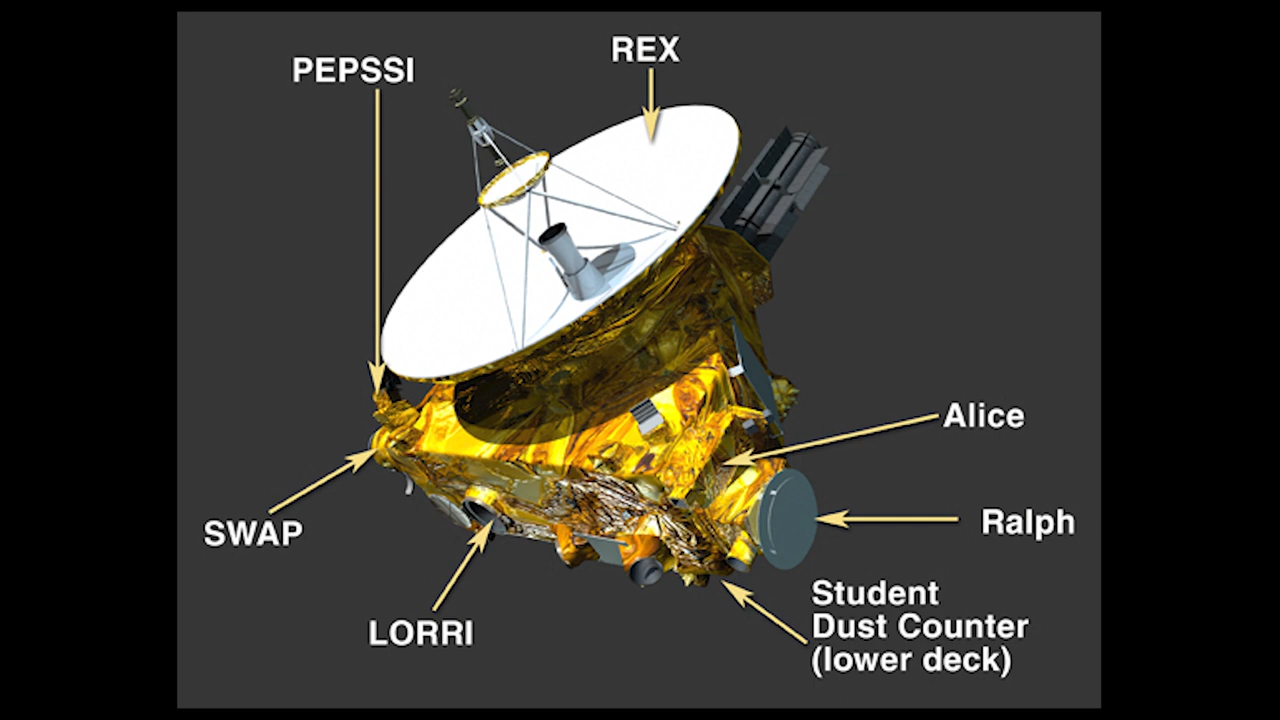 REX
PEPSSI
Alice
Ralph
SWAP
Student
Dust Counter
(lower deck)
LORRI